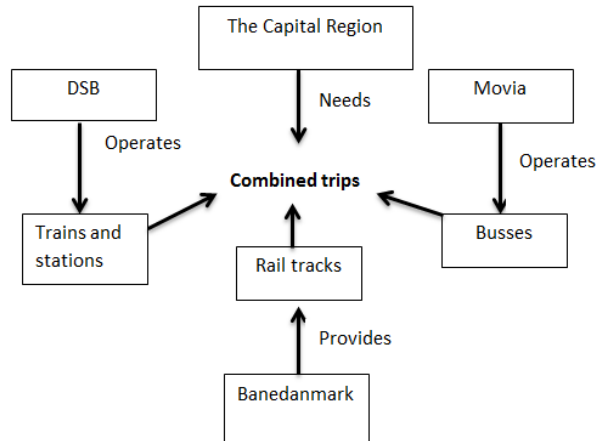 The Capital Region
DSB
Movia
Needs
Operates
Operates
Combined trips
Trains and
stations
Busses
Rail tracks
Provides
Banedanmark